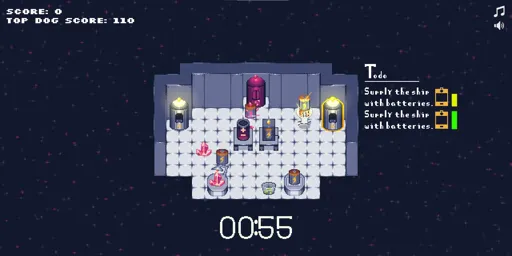 SCORE: 0
TOP DOG SCORE: 110
Todo
Supply the ship
with batteries.
Supply the ship
with batteries.
00:55